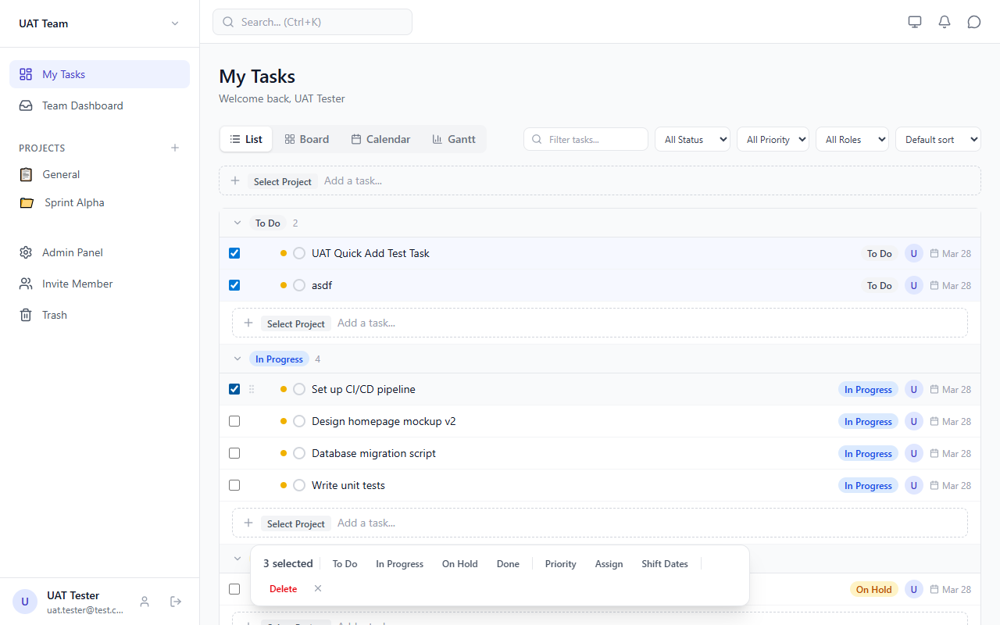 UAT Team
Search... (Ctrl+K)
My Tasks
Team Dashboard
PROJECTS
General
Sprint Alpha
Admin Panel
Invite Member
Trash
U
UAT Tester
uat.tester@test.c...
My Tasks
Welcome back, UAT Tester
List Board Calendar Gantt Filter tasks... All Status All Priority All Roles Default sort
Select Project Add a task...
To Do 2
UAT Quick Add Test Task To Do U Mar 28
asdf To Do U Mar 28
Select Project Add a task...
In Progress 4
Set up CI/CD pipeline In Progress U Mar 28
Design homepage mockup v2 In Progress U Mar 28
Database migration script In Progress U Mar 28
Write unit tests In Progress U Mar 28
Select Project Add a task...
3 selected To Do In Progress On Hold Done Priority Assign Shift Dates
Delete
On Hold U Mar 28